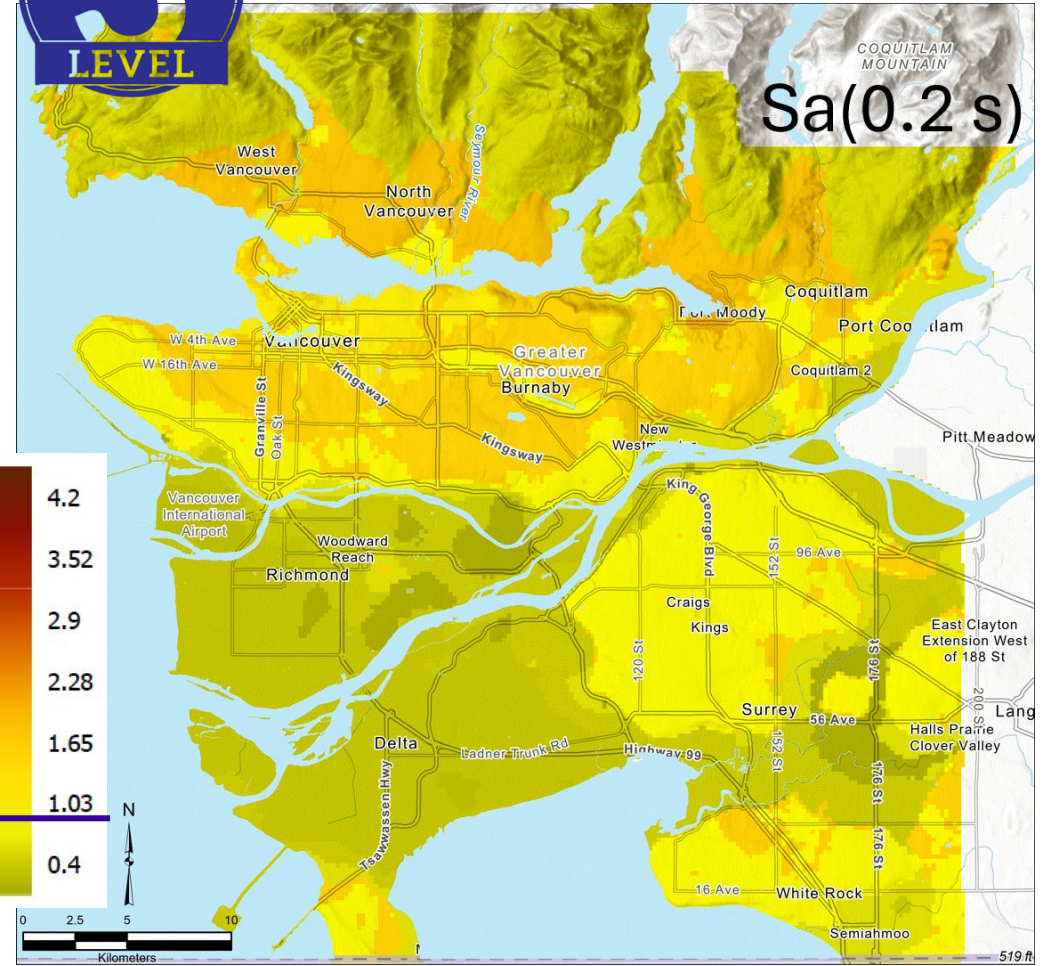 LEVEL
COQUITLAM
MOUNTAIN
Sa(0.2 s)
West
Vancouver
North
Vancouver
Seymour River
Coquitlam
Port Moody
Port Coquitlam
W 4th Ave
Vancouver
Greater
Vancouver
W 16th Ave
Coquitlam 2
Burnaby
Kingsway
Granville St
Oak St
New
Westminster
Pitt Meadow
Kingsway
King George Blvd
Vancouver
International
Airport
4.2
3.52
2.9
2.28
1.65
1.03
0.4
Woodward
Reach
Richmond
152 St
96 Ave
Craigs
Kings
East Clayton
Extension West
of 188 St
120 St
176 St
200 St
Surrey
56 Ave
Lang
Halls Prairie
Clover Valley
Delta
Ladner Trunk Rd
Highway 99
152 St
176 St
Tsawwassen Hwy
176 St
N
16 Ave
White Rock
Semiahmoo
0 2.5 5 10
Kilometers
519 ft